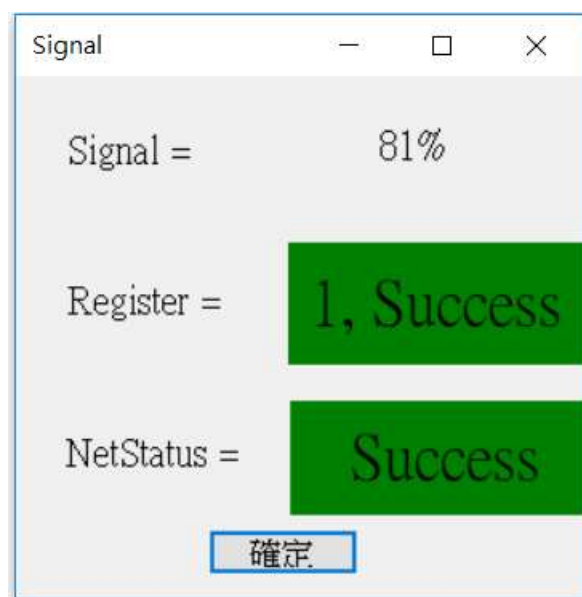 Signal
Signal = 81%
Register = 1, Success
NetStatus = Success
確定